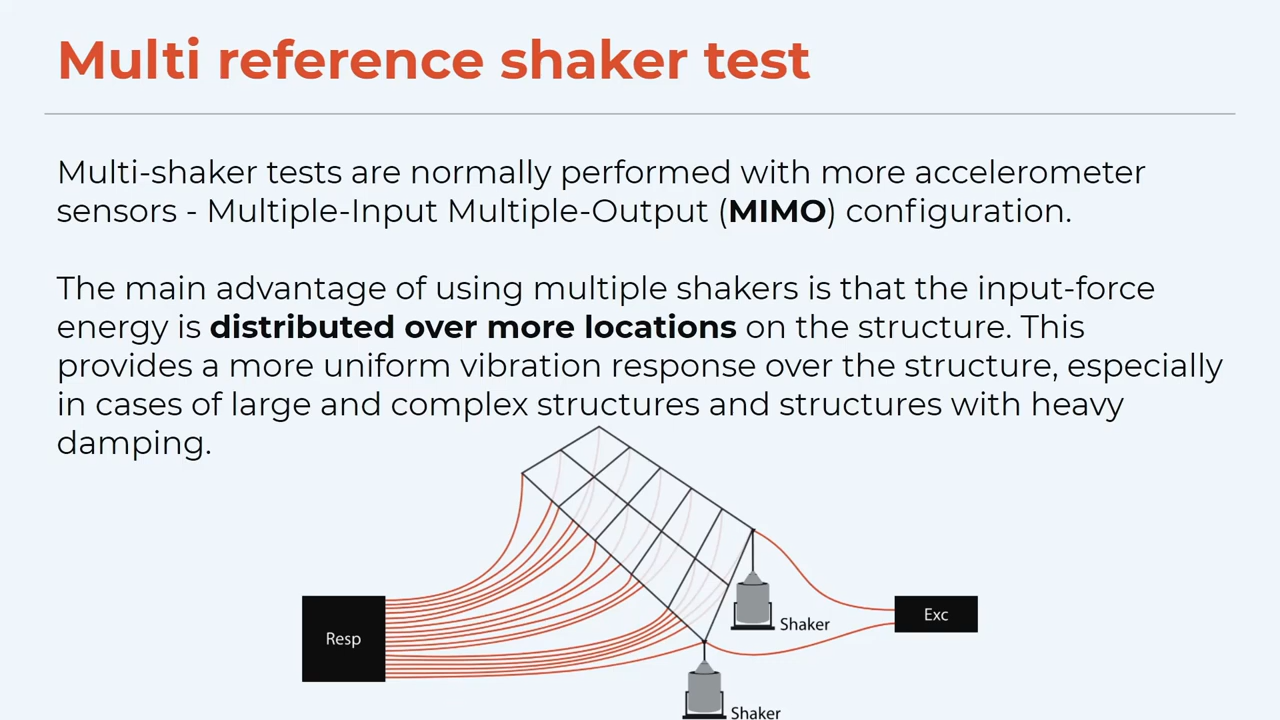 Multi reference shaker test
Multi-shaker tests are normally performed with more accelerometer
sensors - Multiple-Input Multiple-Output (MIMO) configuration.
The main advantage of using multiple shakers is that the input-force
energy is distributed over more locations on the structure. This
provides a more uniform vibration response over the structure, especially
in cases of large and complex structures and structures with heavy
damping.
Resp
Shaker
Exc
Shaker